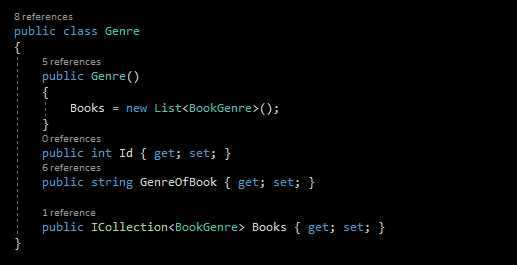 8 references
public class Genre
{
5 references
public Genre()
{
Books = new List<BookGenre>();
}
0 references
public int Id { get; set; }
6 references
public string GenreOfBook { get; set; }
1 reference
public ICollection<BookGenre> Books { get; set; }
}